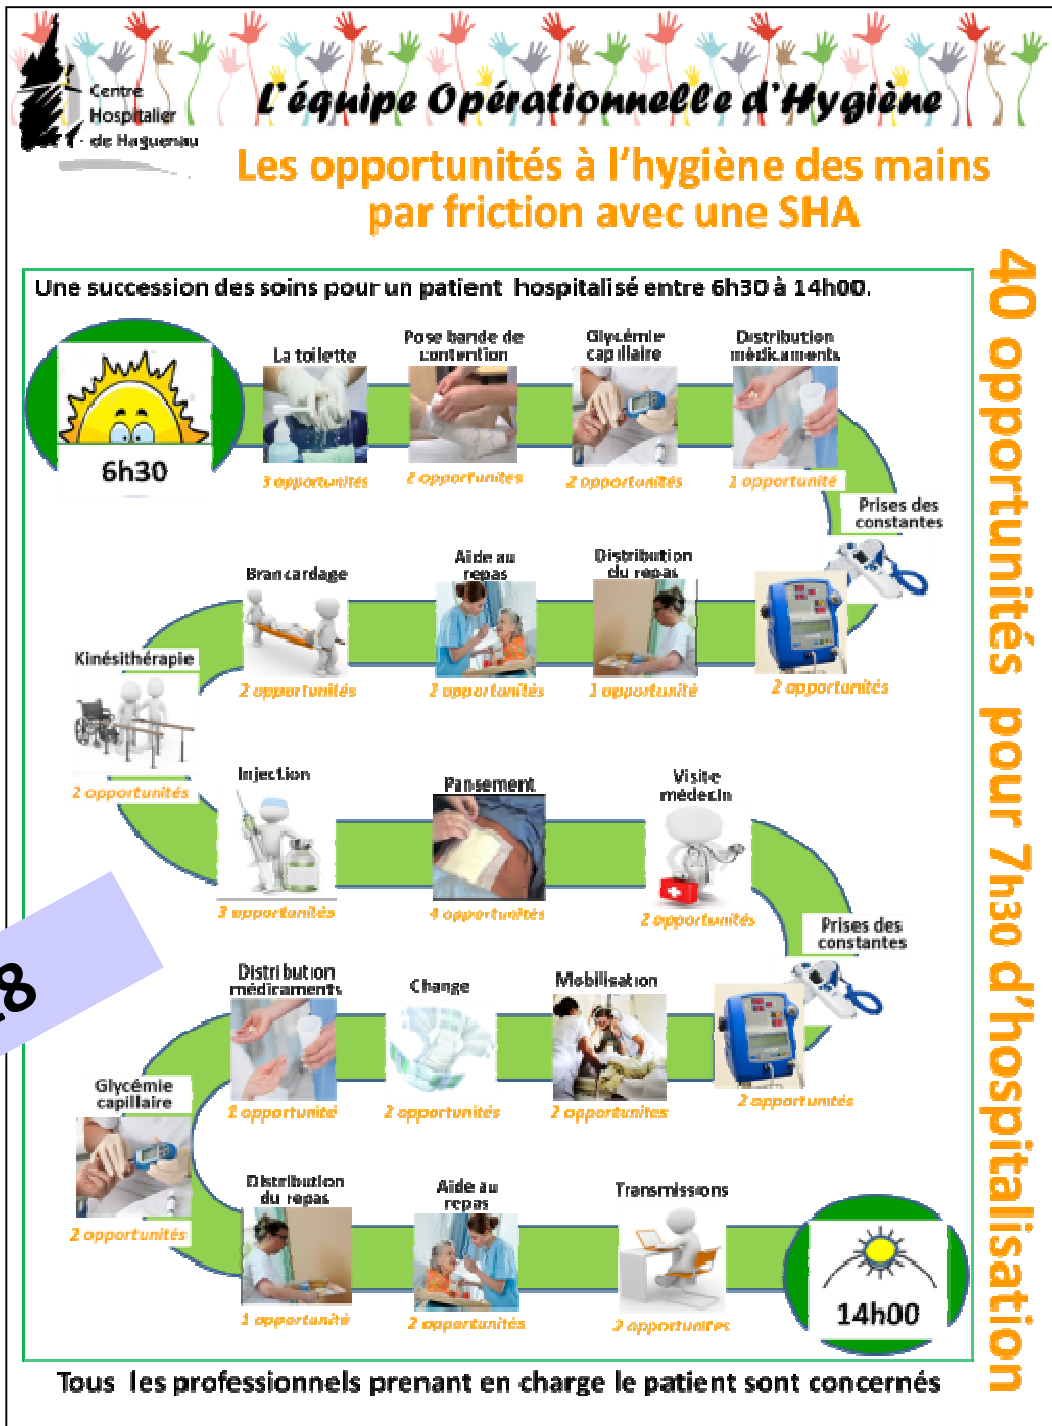 Centre
Hospitalier
de Haguenau
L'équipe Opérationnelle d'Hygiène
Les opportunités à l'hygiène des mains
par friction avec une SHA
Une succession des soins pour un patient hospitalisé entre 6h30 à 14h00.
6h30
La toilette
3 opportunités
Pose bande de
contention
2 opportunités
Glycémie
capillaire
2 opportunités
Distribution
médicaments
1 opportunité
Prises des
constantes
2 opportunités
Distribution
du repas
1 opportunité
Aide au
repas
2 opportunités
Brancardage
2 opportunités
Kinésithérapie
2 opportunités
Injection
3 opportunités
Pansement
4 opportunités
Visite
médecin
2 opportunités
Prises des
constantes
2 opportunités
Mobilisation
2 opportunités
Change
2 opportunités
Distribution
médicaments
1 opportunité
Glycémie
capillaire
2 opportunités
Distribution
du repas
1 opportunité
Aide au
repas
2 opportunités
Transmissions
2 opportunités
14h00
40 opportunités pour 7h30 d'hospitalisation
Tous les professionnels prenant en charge le patient sont concernés